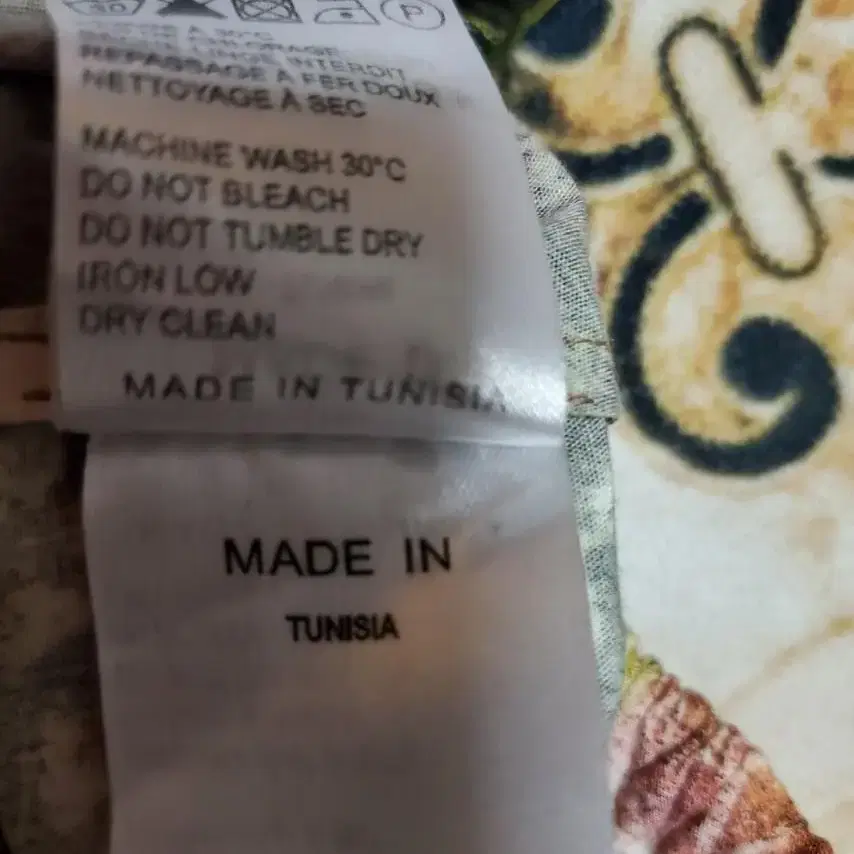 30
P
REPASSAGE À FER DOUX
NETTOYAGE À SEC
MACHINE WASH 30°C
DO NOT BLEACH
DO NOT TUMBLE DRY
IRON LOW
DRY CLEAN
MADE IN TUNISIA
MADE IN
TUNISIA